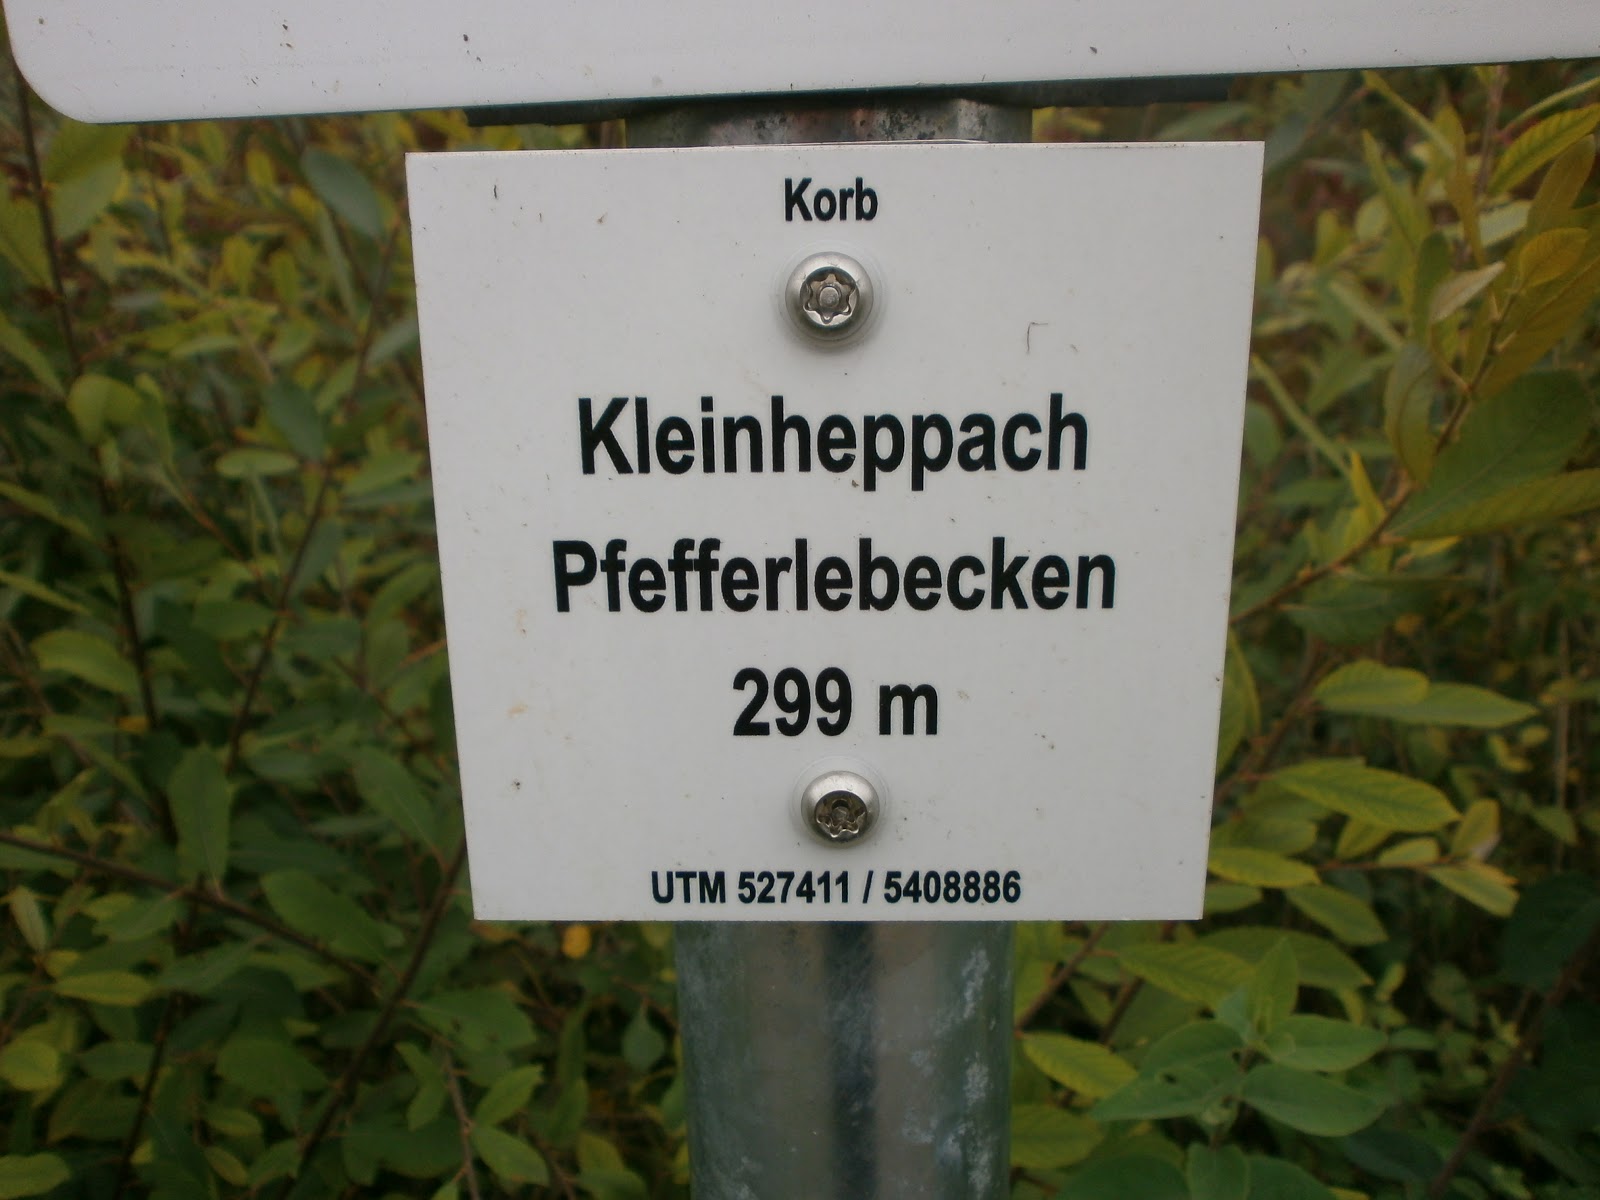 Korb
Kleinheppach
Pfefferlebecken
299 m
UTM 527411 / 5408886